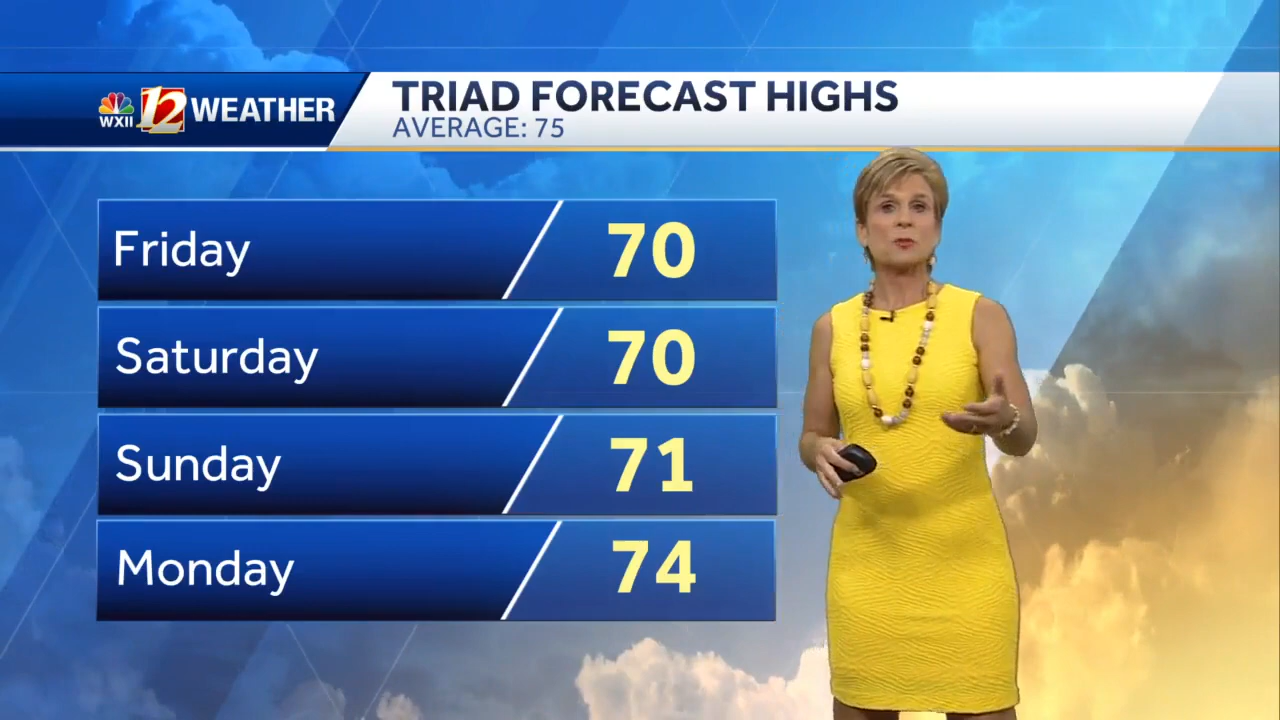 WXII 12 WEATHER
TRIAD FORECAST HIGHS
AVERAGE: 75
Friday 70
Saturday 70
Sunday 71
Monday 74